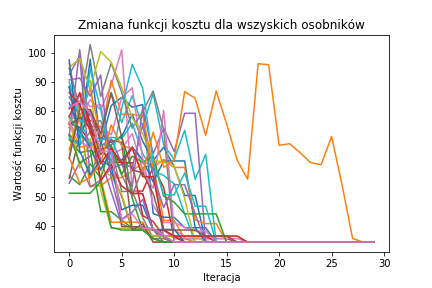 Zmiana funkcji kosztu dla wszyskich osobników
Wartość funkcji kosztu
100
90
80
70
60
50
40
0 5 10 15 20 25 30
Iteracja